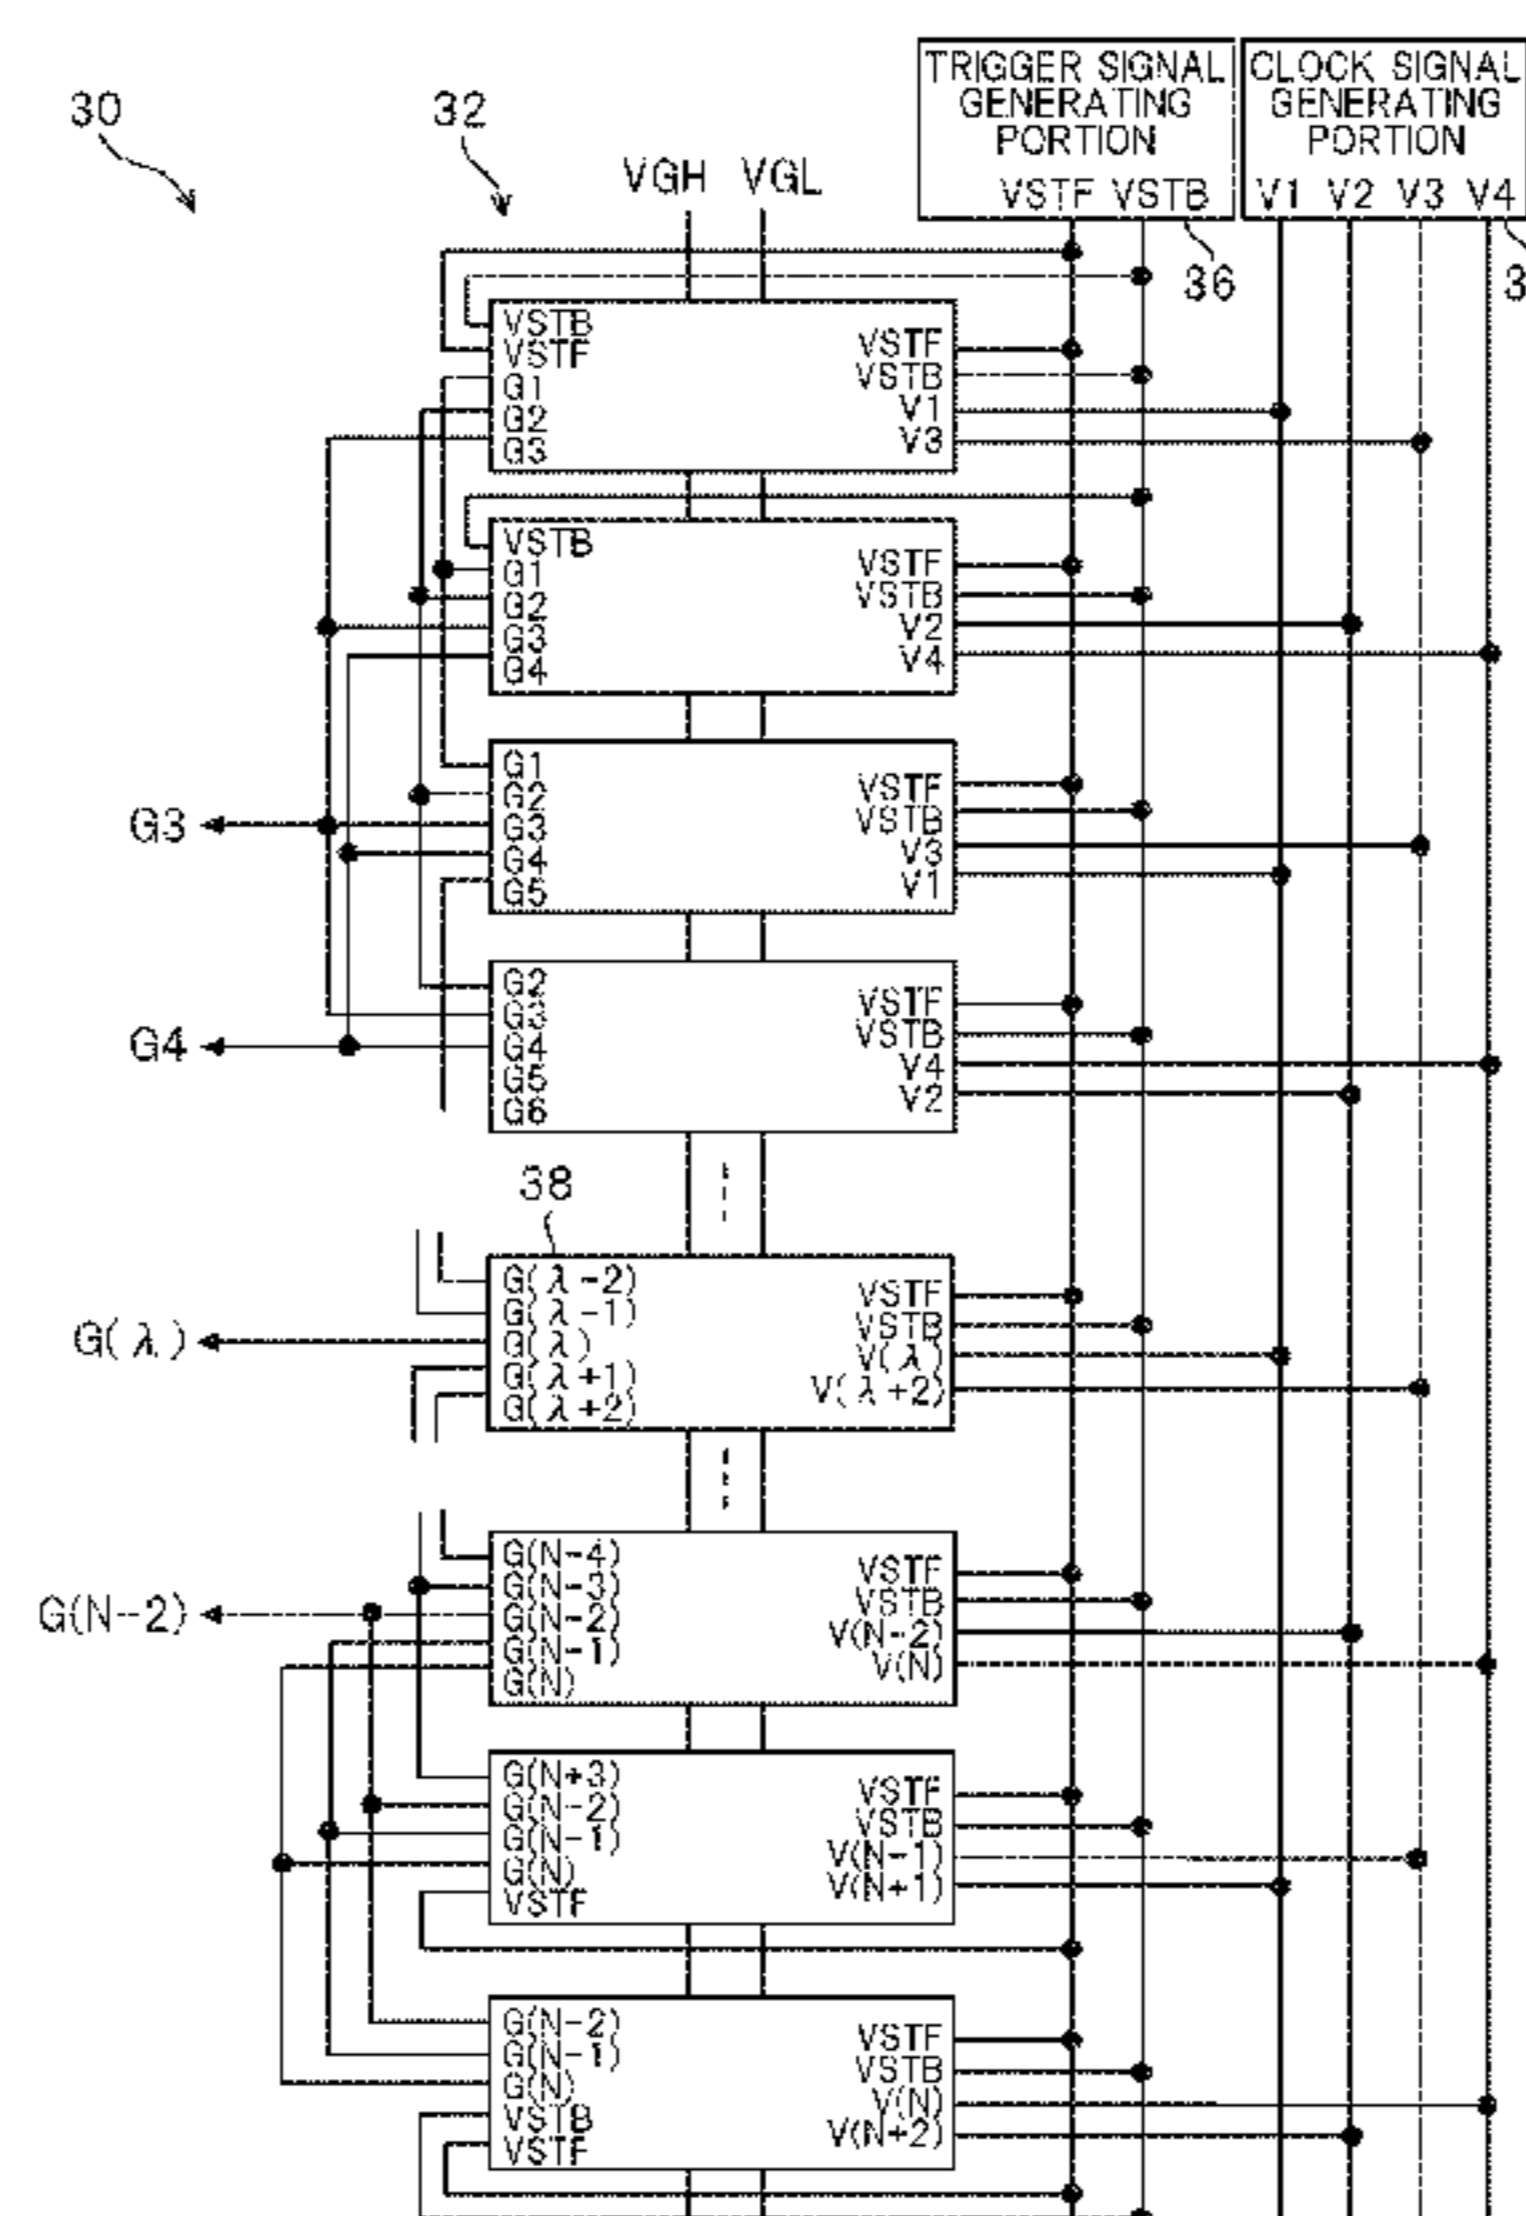 30
32
VGH VGL
TRIGGER SIGNAL
GENERATING
PORTION
VSTF VSTB
CLOCK SIGNAL
GENERATING
PORTION
V1 V2 V3 V4
36
3
VSTB
VSTF
G1
G2
G3
VSTF
VSTB
V1
V3
VSTB
G1
G2
G3
G4
VSTF
VSTB
V2
V4
G3
G1
G2
G3
G4
G5
VSTF
VSTB
V3
V1
G4
G2
G3
G4
G5
G6
VSTF
VSTB
V4
V2
38
G(λ)
G(λ-2)
G(λ-1)
G(λ)
G(λ+1)
G(λ+2)
VSTF
VSTB
V(λ)
V(λ+2)
G(N-2)
G(N-4)
G(N-3)
G(N-2)
G(N-1)
G(N)
VSTF
VSTB
V(N-2)
V(N)
G(N+3)
G(N-2)
G(N-1)
G(N)
VSTF
VSTF
VSTB
V(N-1)
V(N+1)
G(N-2)
G(N-1)
G(N)
VSTB
VSTF
VSTF
VSTB
V(N)
V(N+2)